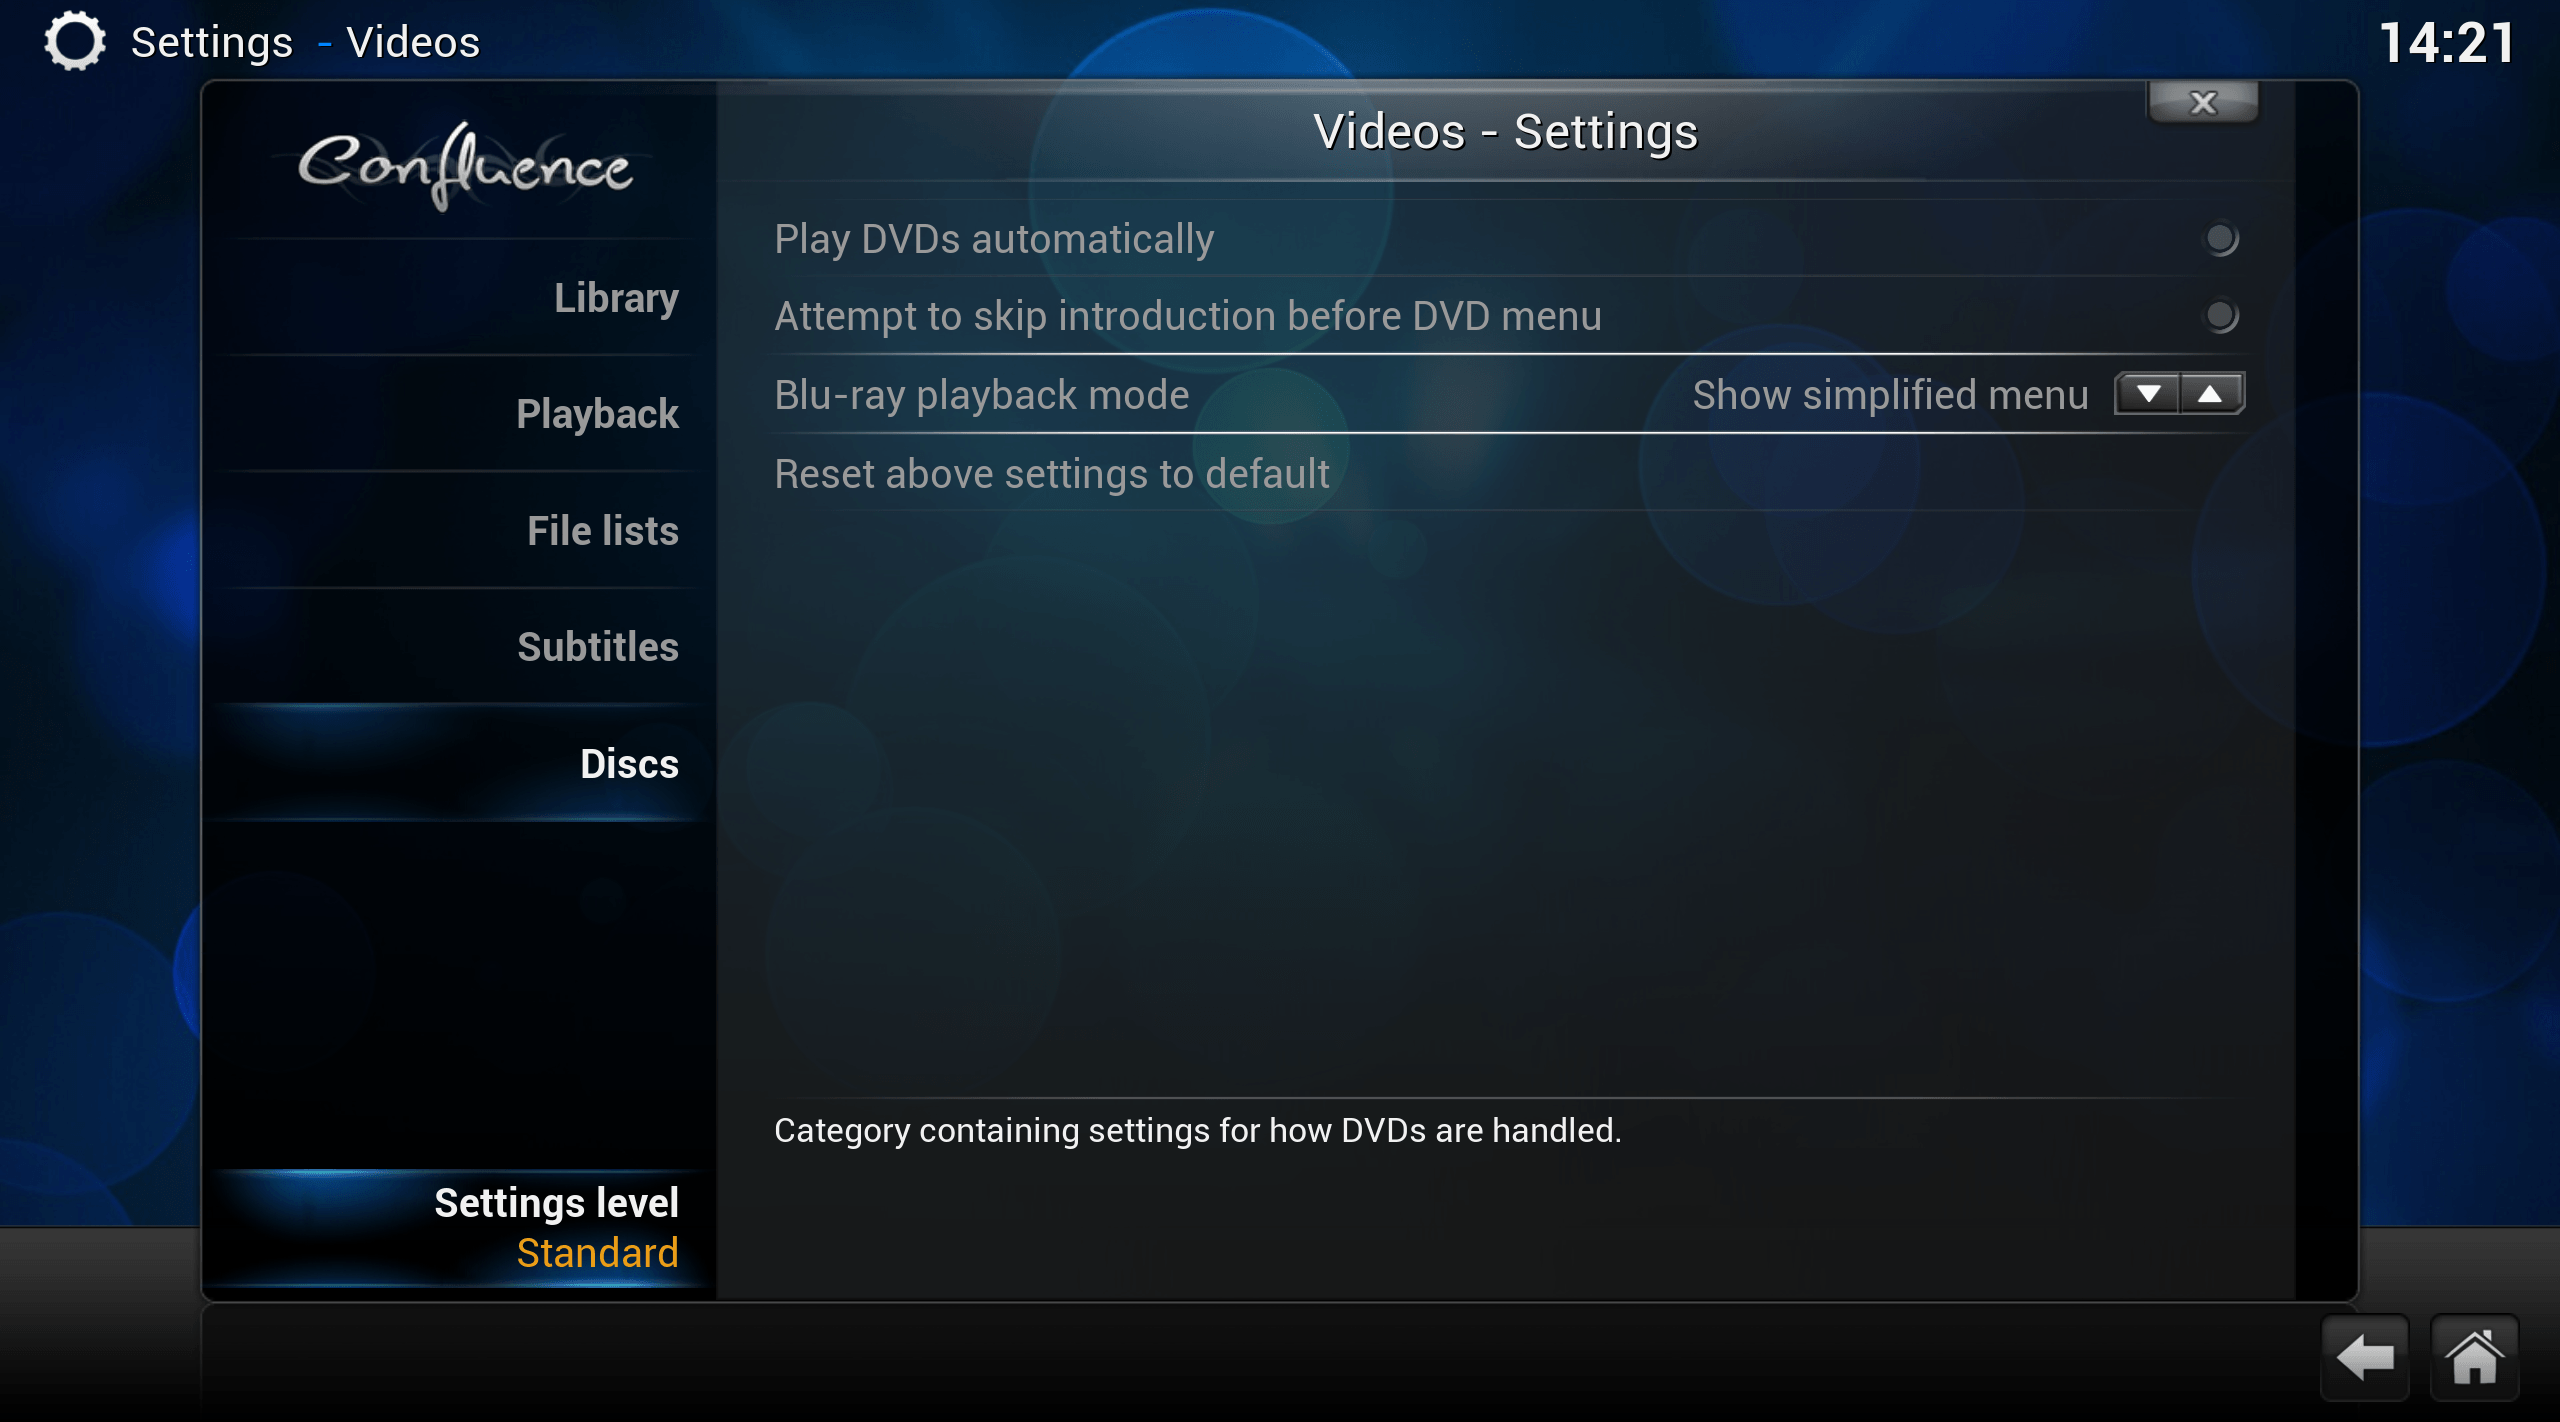 Settings - Videos
14:21
Confluence
Videos - Settings
Library
Playback
File lists
Subtitles
Discs
Play DVDs automatically
Attempt to skip introduction before DVD menu
Blu-ray playback mode Show simplified menu
Reset above settings to default
Category containing settings for how DVDs are handled.
Settings level
Standard